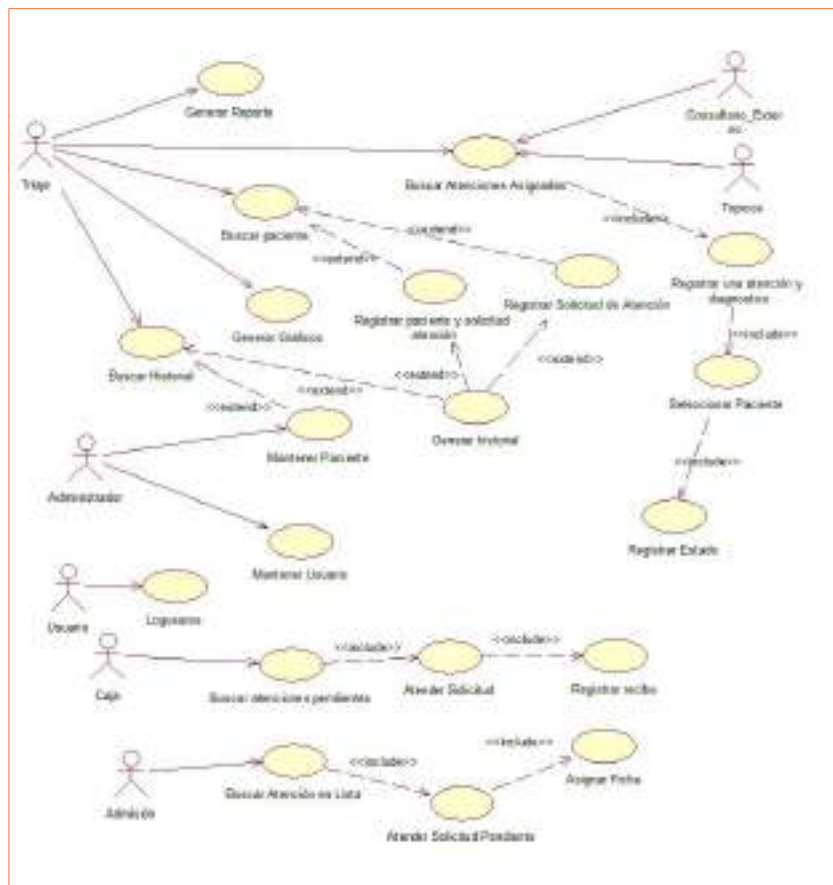 Generar Reporte
Consultorio_Exter
no
Triaje
Buscar Atenciones Asignadas
Topico
<<include>>
Buscar paciente
<<extend>>
<<extend>>
Registrar una atención y
diagnostico
Registrar Solicitud de Atención
Generar Graficos
Registrar paciente y solicitud
atención
<<include>>
<<extend>>
Buscar Historial
<<extend>>
<<extend>>
<<extend>>
Seleccionar Paciente
Mantener Paciente
Generar historial
<<include>>
Administrador
Registrar Estado
Mantener Usuario
Usuario
Loguearse
<<include>>
<<include>>
Caja
Buscar atenciones pendientes
Atender Solicitud
Registrar recibo
<<include>>
<<include>>
Asignar Ficha
Admisión
Buscar Atención en Lista
Atender Solicitud Pendiente